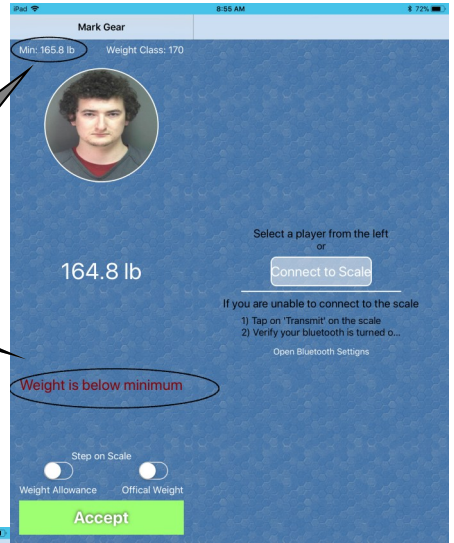 iPad 8:55 AM 72%
Mark Gear
Min: 165.8 lb Weight Class: 170
164.8 lb
Weight is below minimum
Step on Scale
Weight Allowance Offical Weight
Accept
Select a player from the left
or
Connect to Scale
If you are unable to connect to the scale
1) Tap on 'Transmit' on the scale
2) Verify your bluetooth is turned o...
Open Bluetooth Settigns